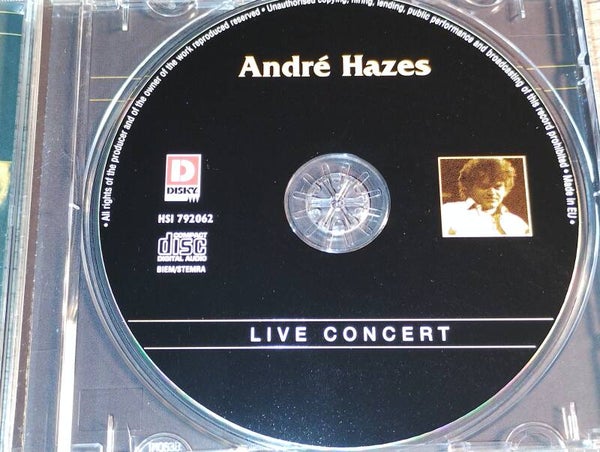 • All rights of the producer and of the owner of the work reproduced reserved • Unauthorised copying, hiring, lending, public performance and broadcasting of this record prohibited • Made in EU •
André Hazes
D
DISKY
HSI 792062
COMPACT
disc
DIGITAL AUDIO
BIEM/STEMRA
LIVE CONCERT